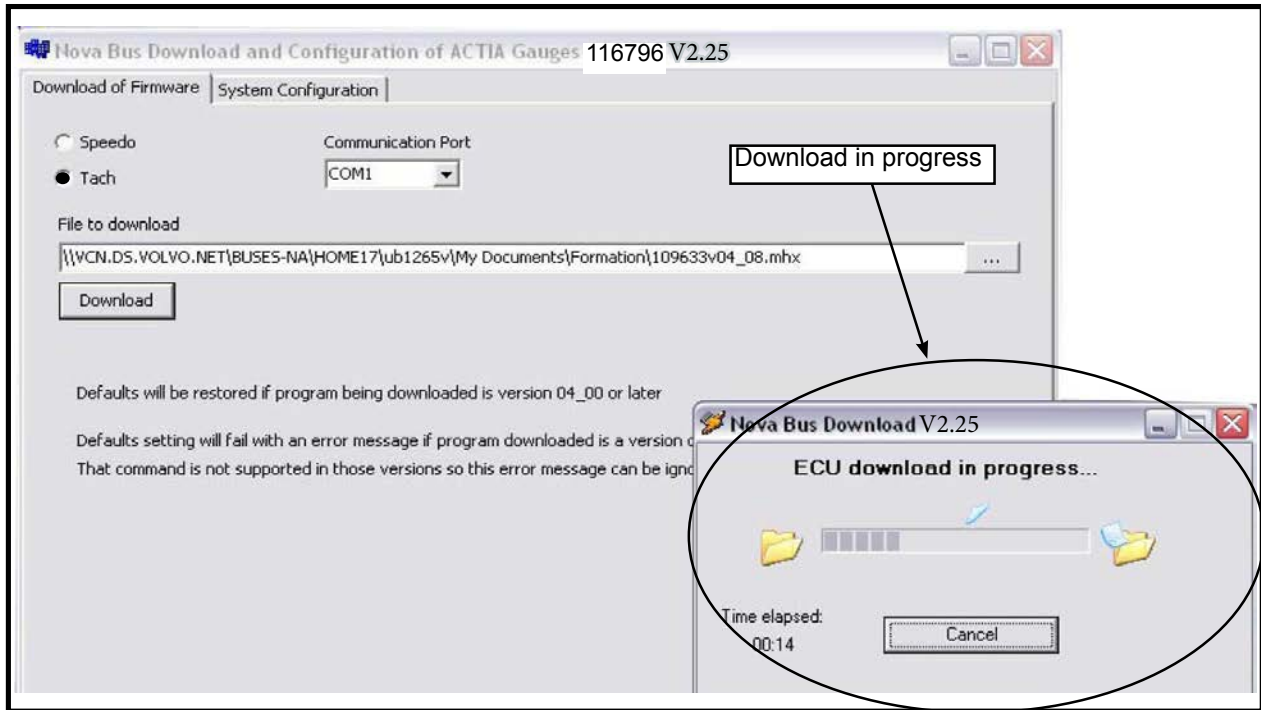 Nova Bus Download and Configuration of ACTIA Gauges 116796 V2.25
Download of Firmware System Configuration
Speedo
Communication Port
Tach
COM1
Download in progress
File to download
\\VCN.DS.VOLVO.NET\BUSES-NA\HOME17\ub1265v\My Documents\Formation\109633v04_08.mhx
...
Download
Defaults will be restored if program being downloaded is version 04_00 or later
Defaults setting will fail with an error message if program downloaded is a version
That command is not supported in those versions so this error message can be
Nova Bus Download V2.25
ECU download in progress...
Time elapsed:
00:14
Cancel